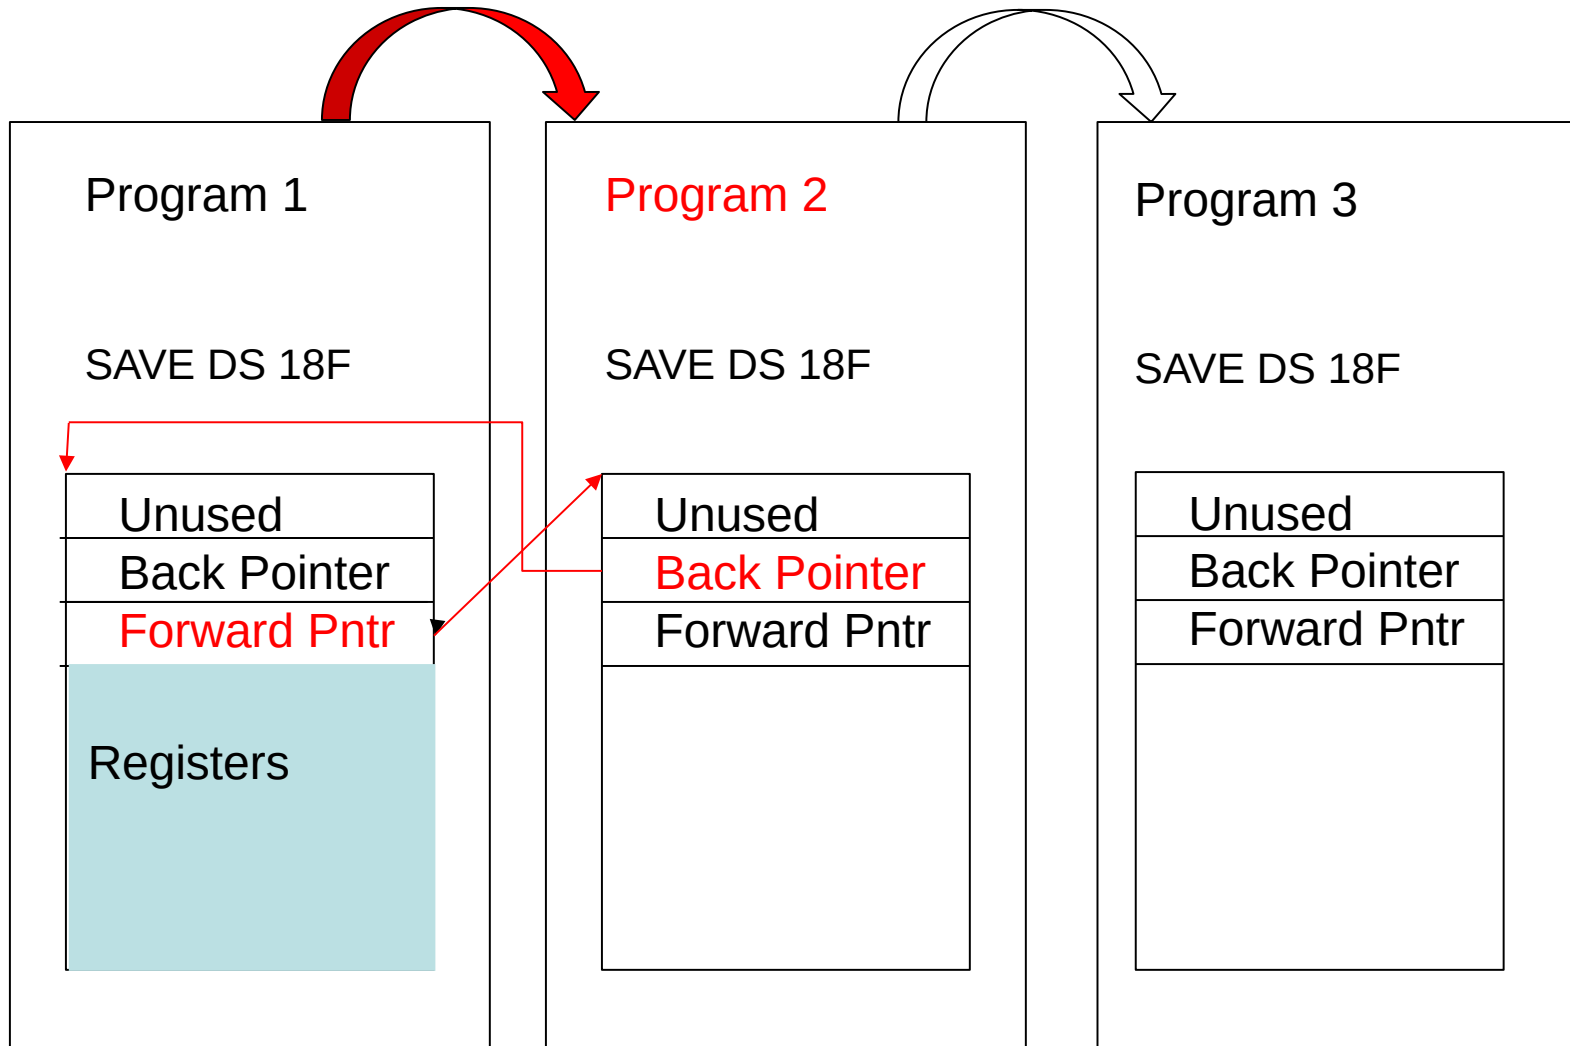 Program 1
SAVE DS 18F
Unused
Back Pointer
Forward Pntr
Registers
Program 2
SAVE DS 18F
Unused
Back Pointer
Forward Pntr
Program 3
SAVE DS 18F
Unused
Back Pointer
Forward Pntr